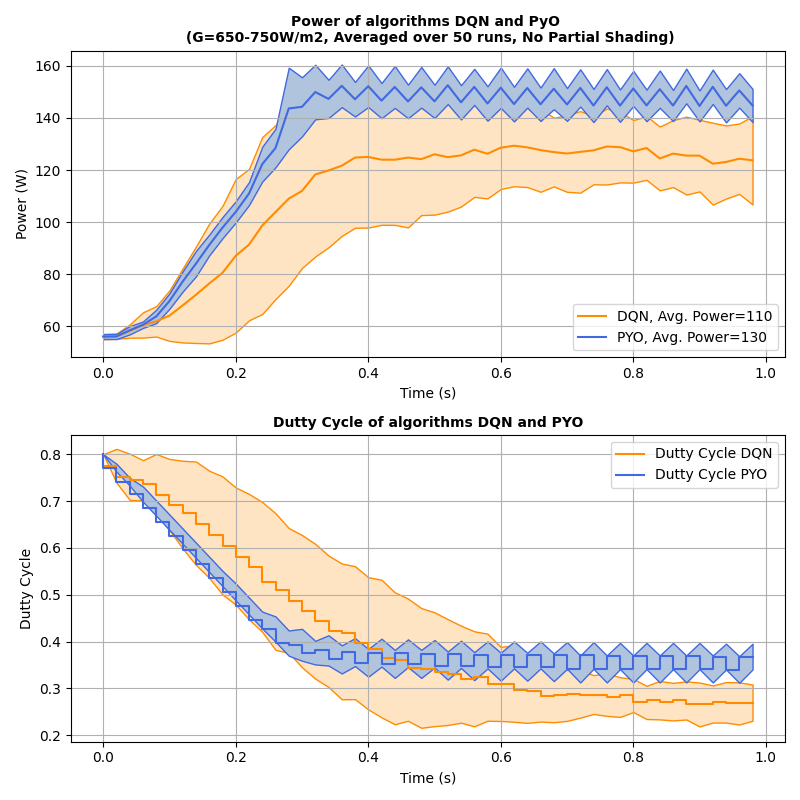 Power of algorithms DQN and PyO
(G=650-750W/m2, Averaged over 50 runs, No Partial Shading)
160
140
120
100
80
60
Power (W)
DQN, Avg. Power=110
PYO, Avg. Power=130
0.0 0.2 0.4 0.6 0.8 1.0
Time (s)
Dutty Cycle of algorithms DQN and PYO
0.8
0.7
0.6
0.5
0.4
0.3
0.2
Dutty Cycle
Dutty Cycle DQN
Dutty Cycle PYO
0.0 0.2 0.4 0.6 0.8 1.0
Time (s)